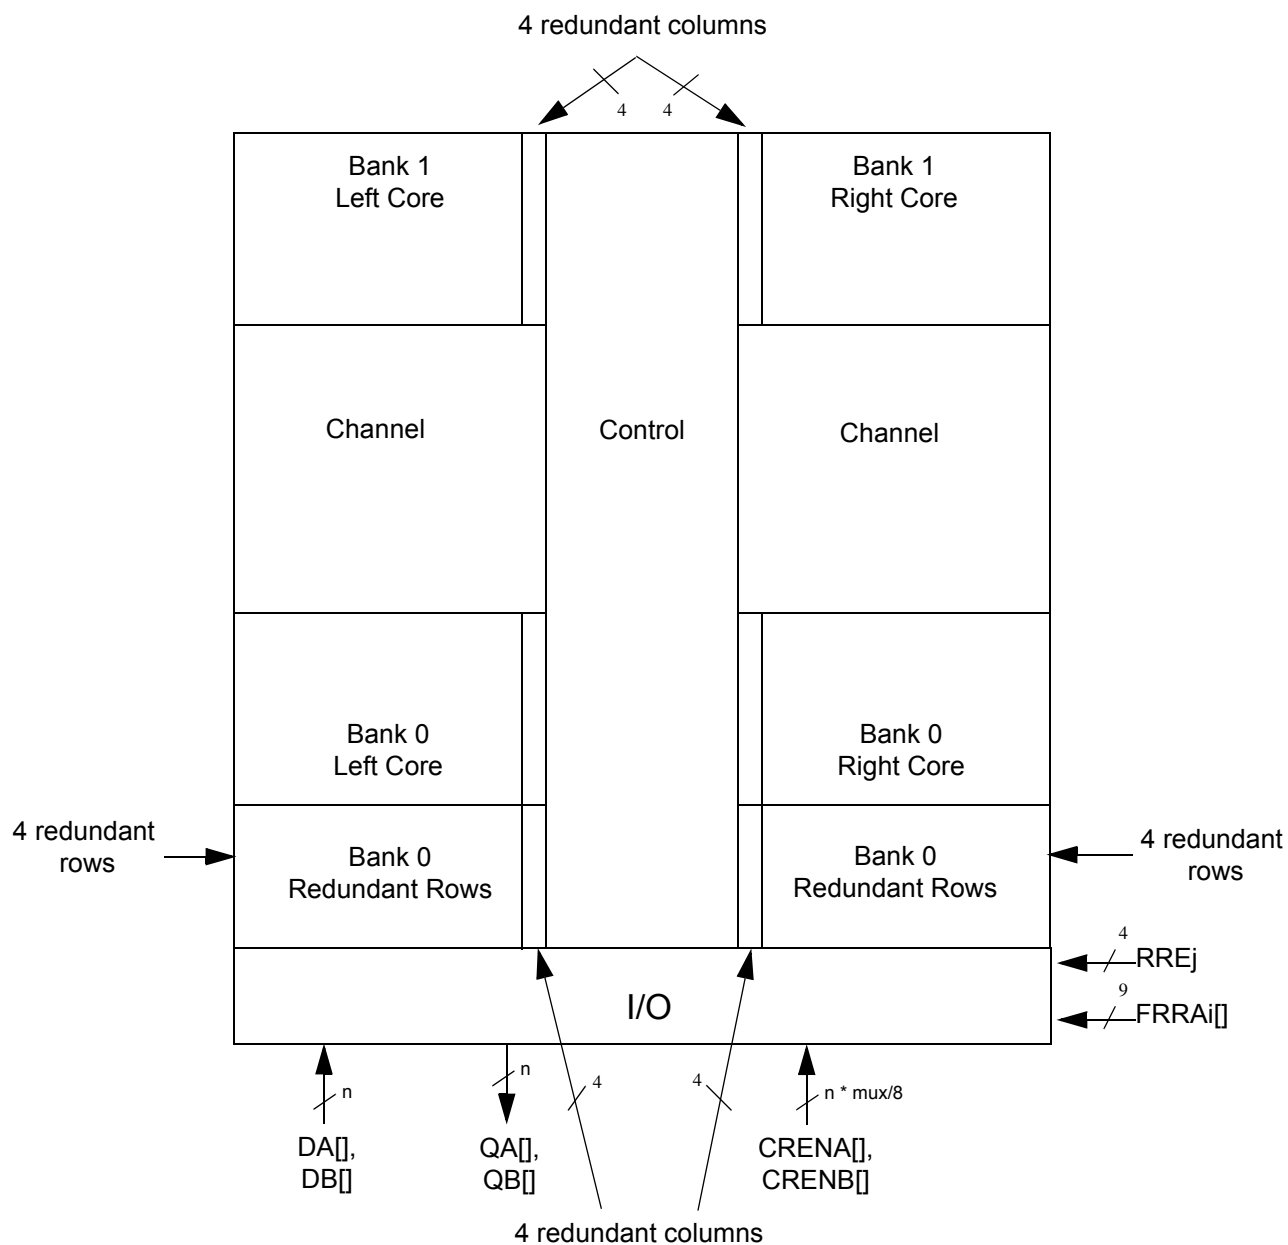 4 redundant columns
4 4
Bank 1
Left Core
Bank 1
Right Core
Channel
Control
Channel
Bank 0
Left Core
Bank 0
Right Core
4 redundant
rows
Bank 0
Redundant Rows
Bank 0
Redundant Rows
4 redundant
rows
4
RREj
I/O
9
FRRAi[]
n
n
4
4
n * mux/8
DA[],
DB[]
QA[],
QB[]
CRENA[],
CRENB[]
4 redundant columns